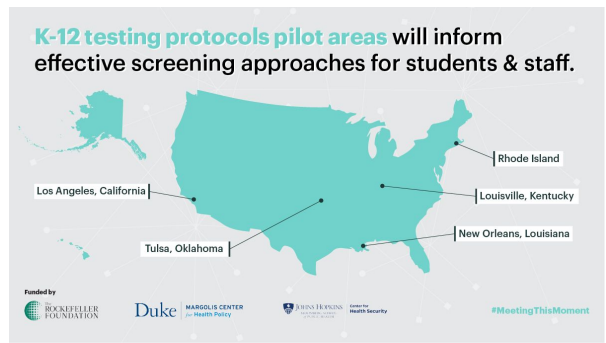 K-12 testing protocols pilot areas will inform
effective screening approaches for students & staff.
Rhode Island
Los Angeles, California
Louisville, Kentucky
New Orleans, Louisiana
Tulsa, Oklahoma
Funded by
The
ROCKEFELLER
FOUNDATION
Duke
MARGOLIS CENTER
for Health Policy
JOHNS HOPKINS
Center for
Health Security
#MeetingThisMoment